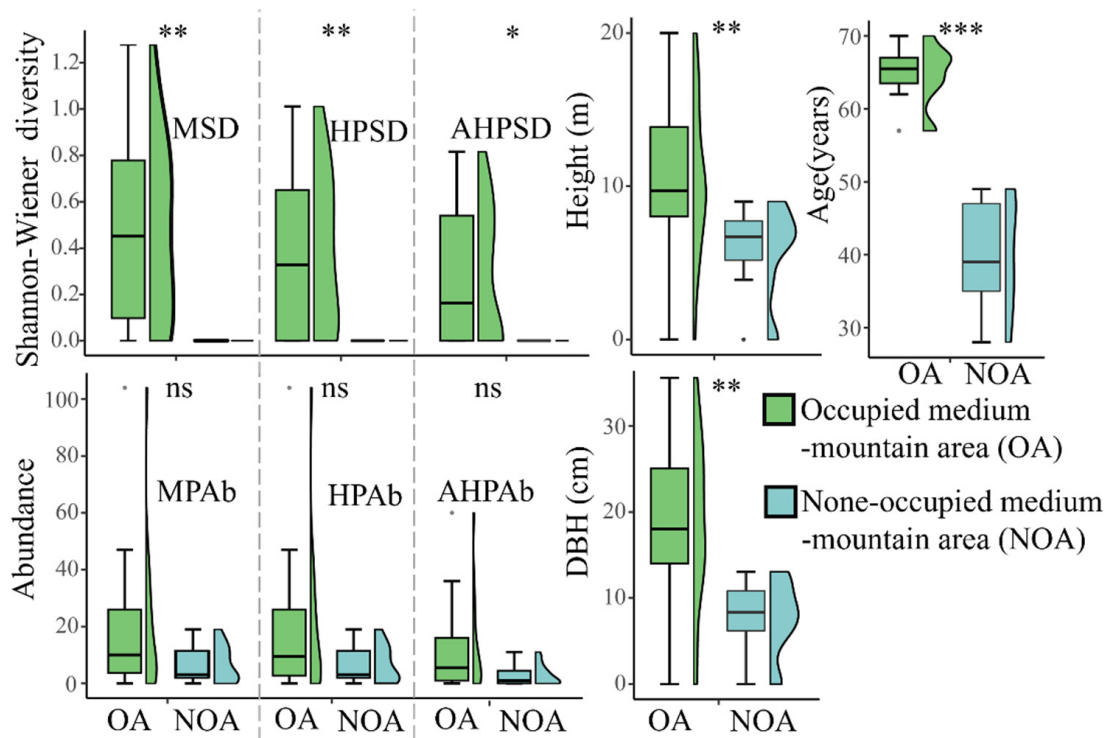 Shannon-Wiener diversity
1.2
1.0
0.8
0.6
0.4
0.2
0.0
**
MSD
**
HPSD
*
AHPSD
Height (m)
20
10
0
**
Age(years)
70
60
50
40
30
***
OA NOA
Abundance
100
80
60
40
20
0
ns
MPAb
ns
HPAb
ns
AHPAb
OA NOA
OA NOA
OA NOA
DBH (cm)
30
20
10
0
**
OA NOA
Occupied medium
-mountain area (OA)
None-occupied medium
-mountain area (NOA)